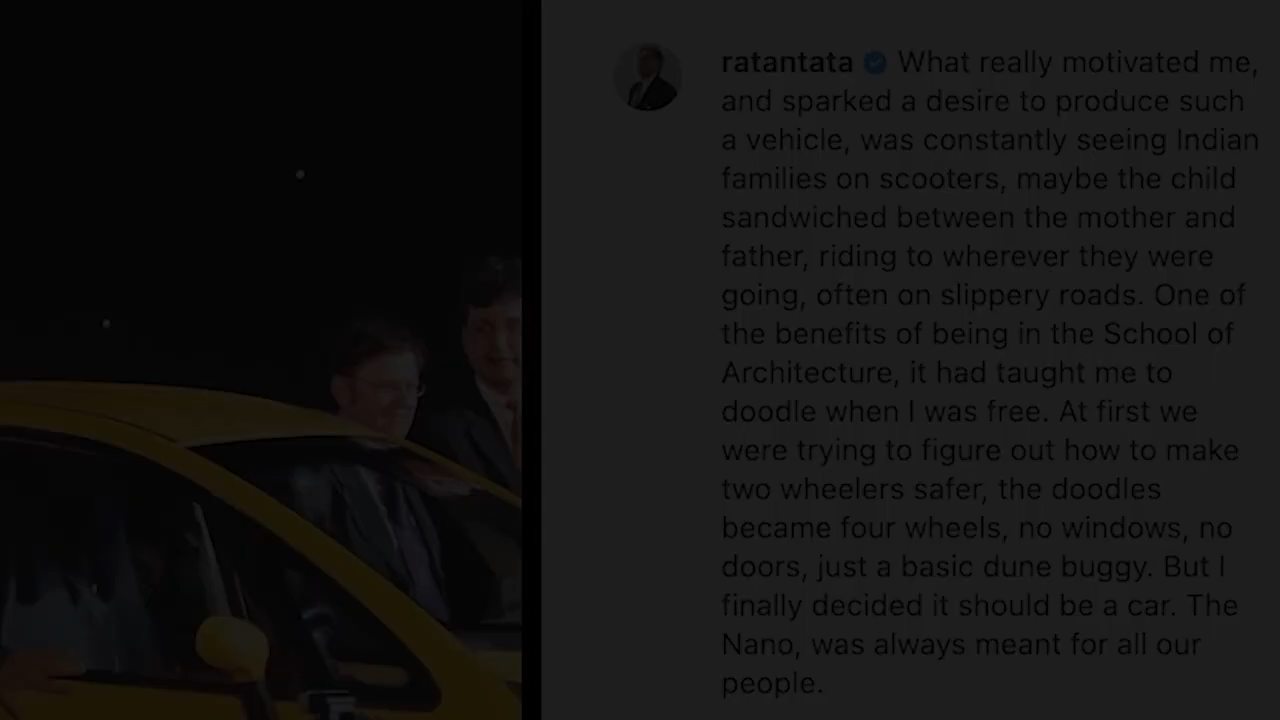 ratantata What really motivated me,
and sparked a desire to produce such
a vehicle, was constantly seeing Indian
families on scooters, maybe the child
sandwiched between the mother and
father, riding to wherever they were
going, often on slippery roads. One of
the benefits of being in the School of
Architecture, it had taught me to
doodle when I was free. At first we
were trying to figure out how to make
two wheelers safer, the doodles
became four wheels, no windows, no
doors, just a basic dune buggy. But I
finally decided it should be a car. The
Nano, was always meant for all our
people.